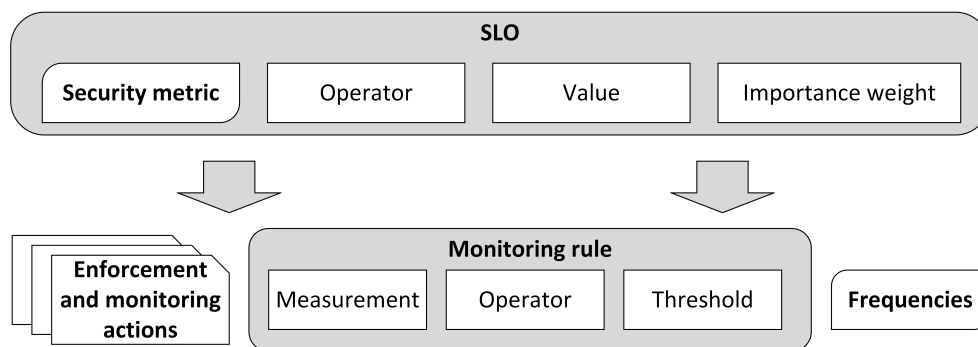 SLO
Security metric
Operator
Value
Importance weight
Monitoring rule
Enforcement
and monitoring
actions
Measurement
Operator
Threshold
Frequencies